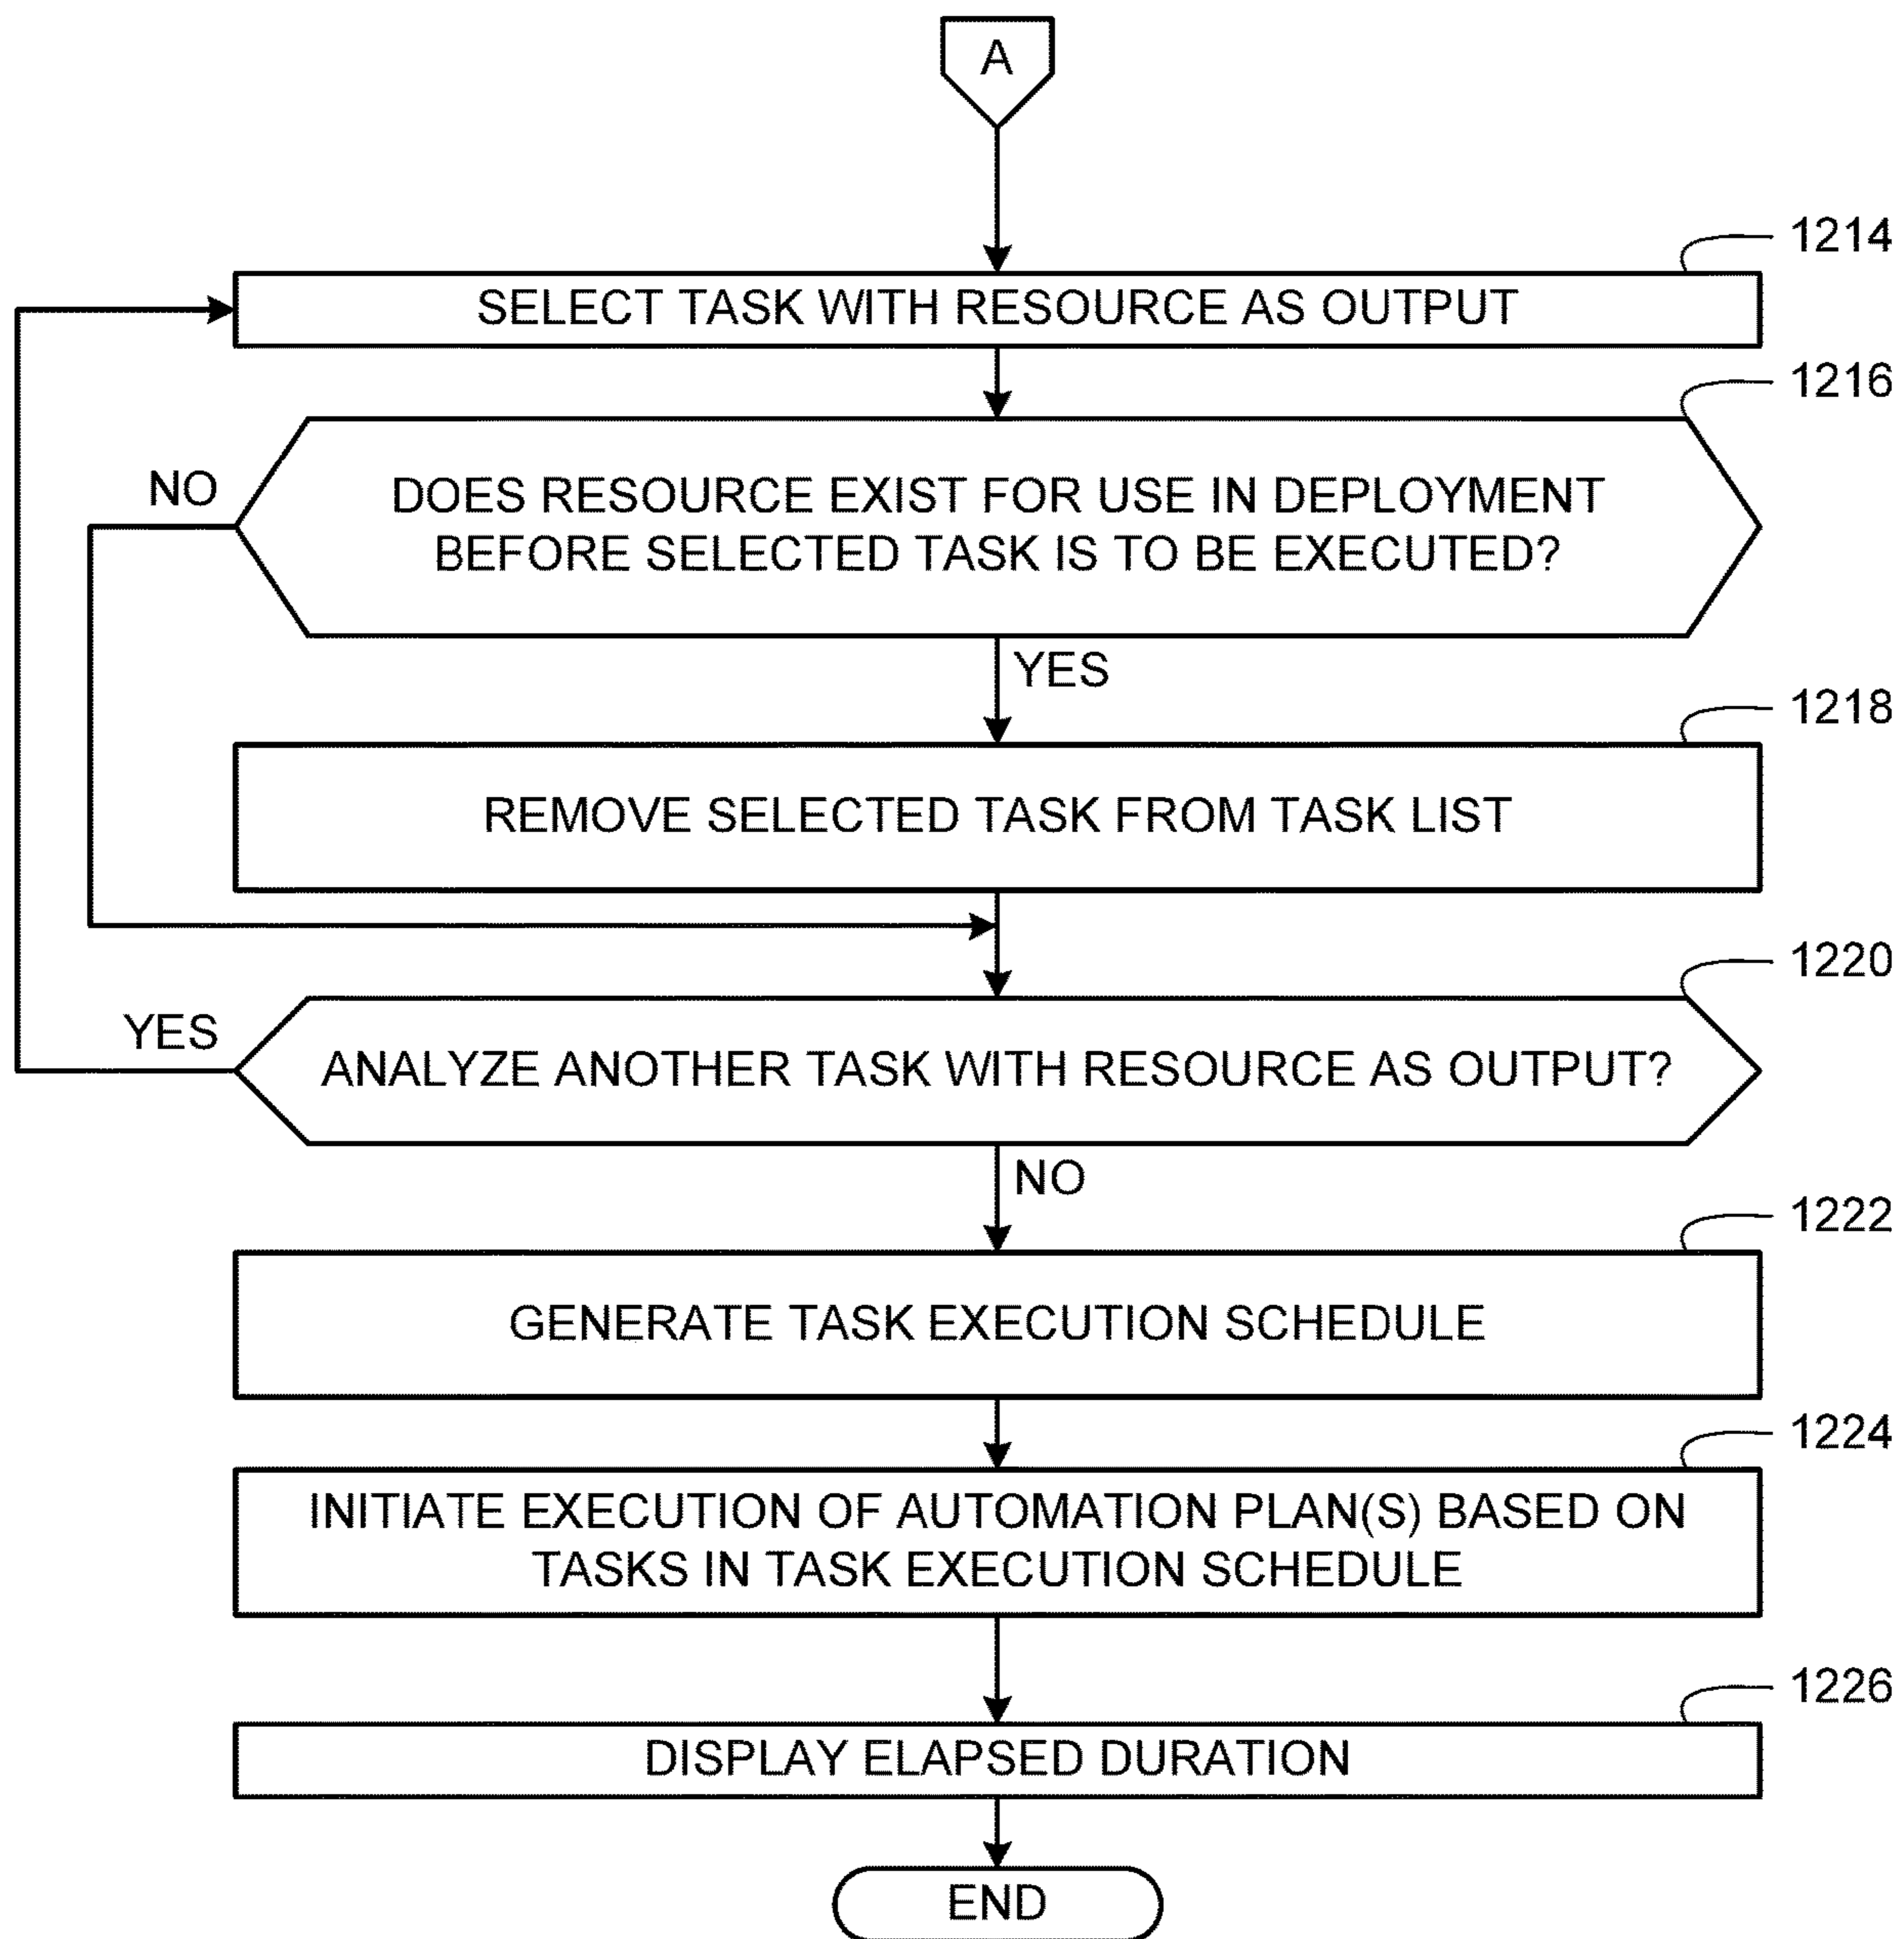 A
1214
SELECT TASK WITH RESOURCE AS OUTPUT
1216
NO
DOES RESOURCE EXIST FOR USE IN DEPLOYMENT
BEFORE SELECTED TASK IS TO BE EXECUTED?
YES
1218
REMOVE SELECTED TASK FROM TASK LIST
1220
YES
ANALYZE ANOTHER TASK WITH RESOURCE AS OUTPUT?
NO
1222
GENERATE TASK EXECUTION SCHEDULE
1224
INITIATE EXECUTION OF AUTOMATION PLAN(S) BASED ON
TASKS IN TASK EXECUTION SCHEDULE
1226
DISPLAY ELAPSED DURATION
END